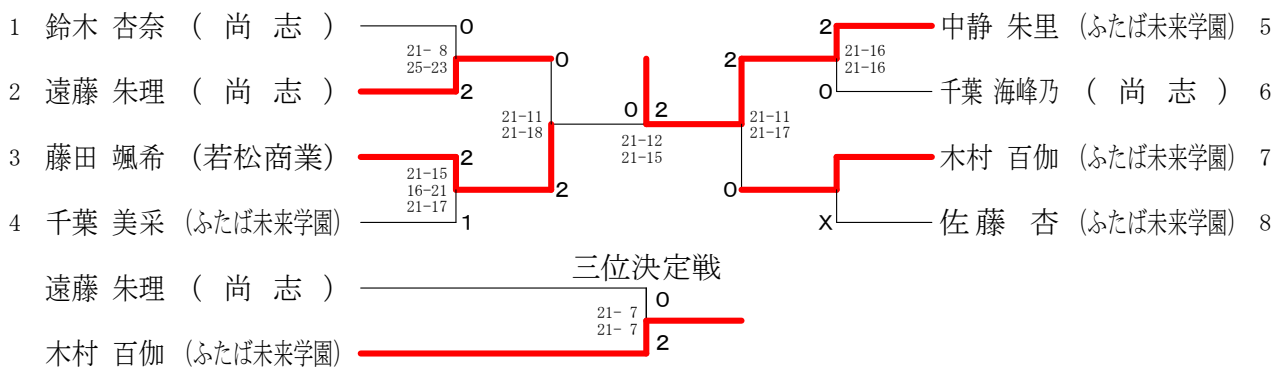 1 鈴木 杏奈 ( 尚 志 ) 0 2 中静 朱里 (ふたば未来学園) 5
21- 8 0 2 21-16
25-23 21-16
2 遠藤 朱理 ( 尚 志 ) 2 0 千葉 海峰乃 ( 尚 志 ) 6
21-11 0 2 21-11
21-18 21-12 21-17
3 藤田 颯希 (若松商業) 2 21-15 木村 百伽 (ふたば未来学園) 7
21-15
16-21 2 0
21-17
4 千葉 美采 (ふたば未来学園) 1 X 佐藤 杏 (ふたば未来学園) 8
三位決定戦
遠藤 朱理 ( 尚 志 ) 0
21- 7
21- 7
木村 百伽 (ふたば未来学園) 2